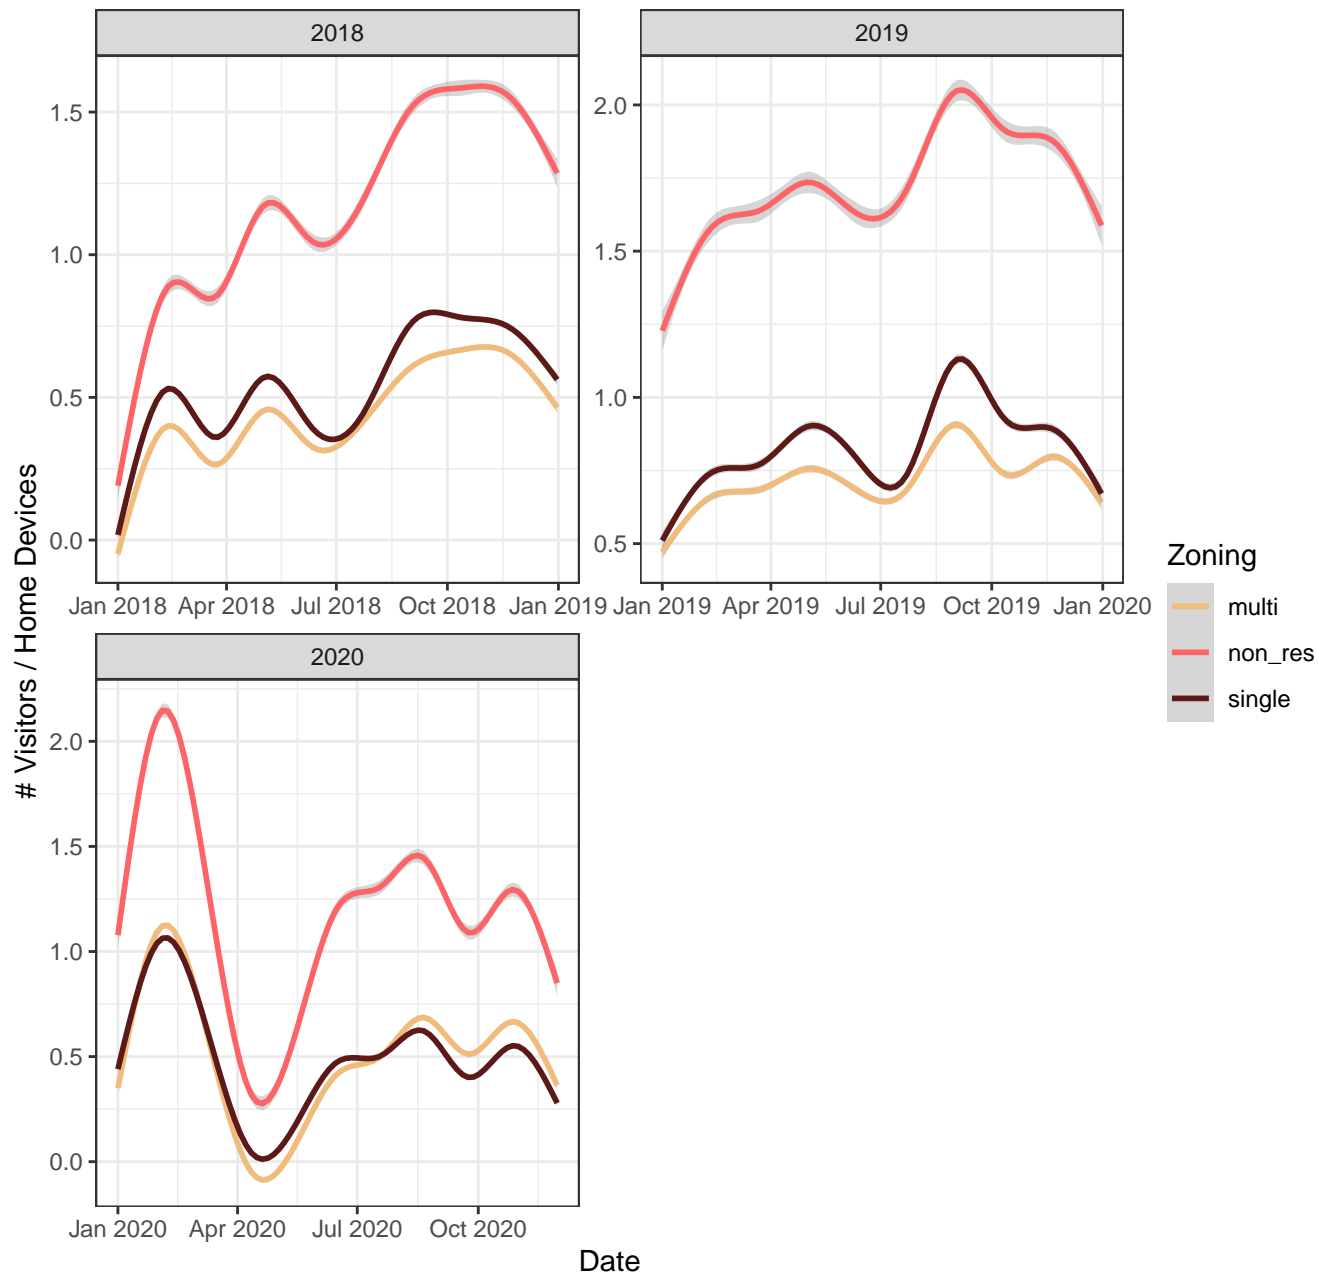 2018
2019
1.5
1.0
0.5
0.0
2.0
1.5
1.0
0.5
Jan 2018 Apr 2018 Jul 2018 Oct 2018 Jan 2019
Jan 2019 Apr 2019 Jul 2019 Oct 2019 Jan 2020
# Visitors / Home Devices
2020
2.0
1.5
1.0
0.5
0.0
Jan 2020 Apr 2020 Jul 2020 Oct 2020
Date
Zoning
multi
non_res
single